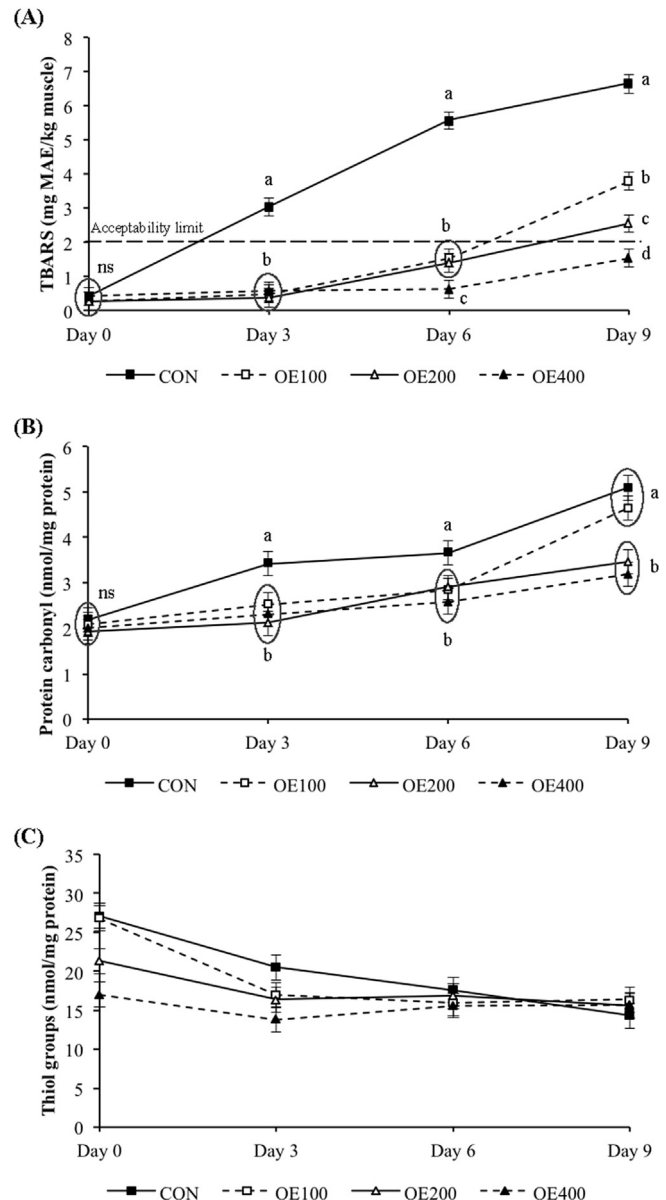 (A)
TBARS (mg MAE/kg muscle)
8
7
6
5
4
3
2
1
0
Acceptability limit
ns
a
b
a
b
c
a
b
c
d
Day 0 Day 3 Day 6 Day 9
CON OE100 OE200 OE400
(B)
Protein carbonyl (nmol/mg protein)
6
5
4
3
2
1
0
ns
a
b
a
b
a
b
Day 0 Day 3 Day 6 Day 9
CON OE100 OE200 OE400
(C)
Thiol groups (nmol/mg protein)
35
30
25
20
15
10
5
0
Day 0 Day 3 Day 6 Day 9
CON OE100 OE200 OE400